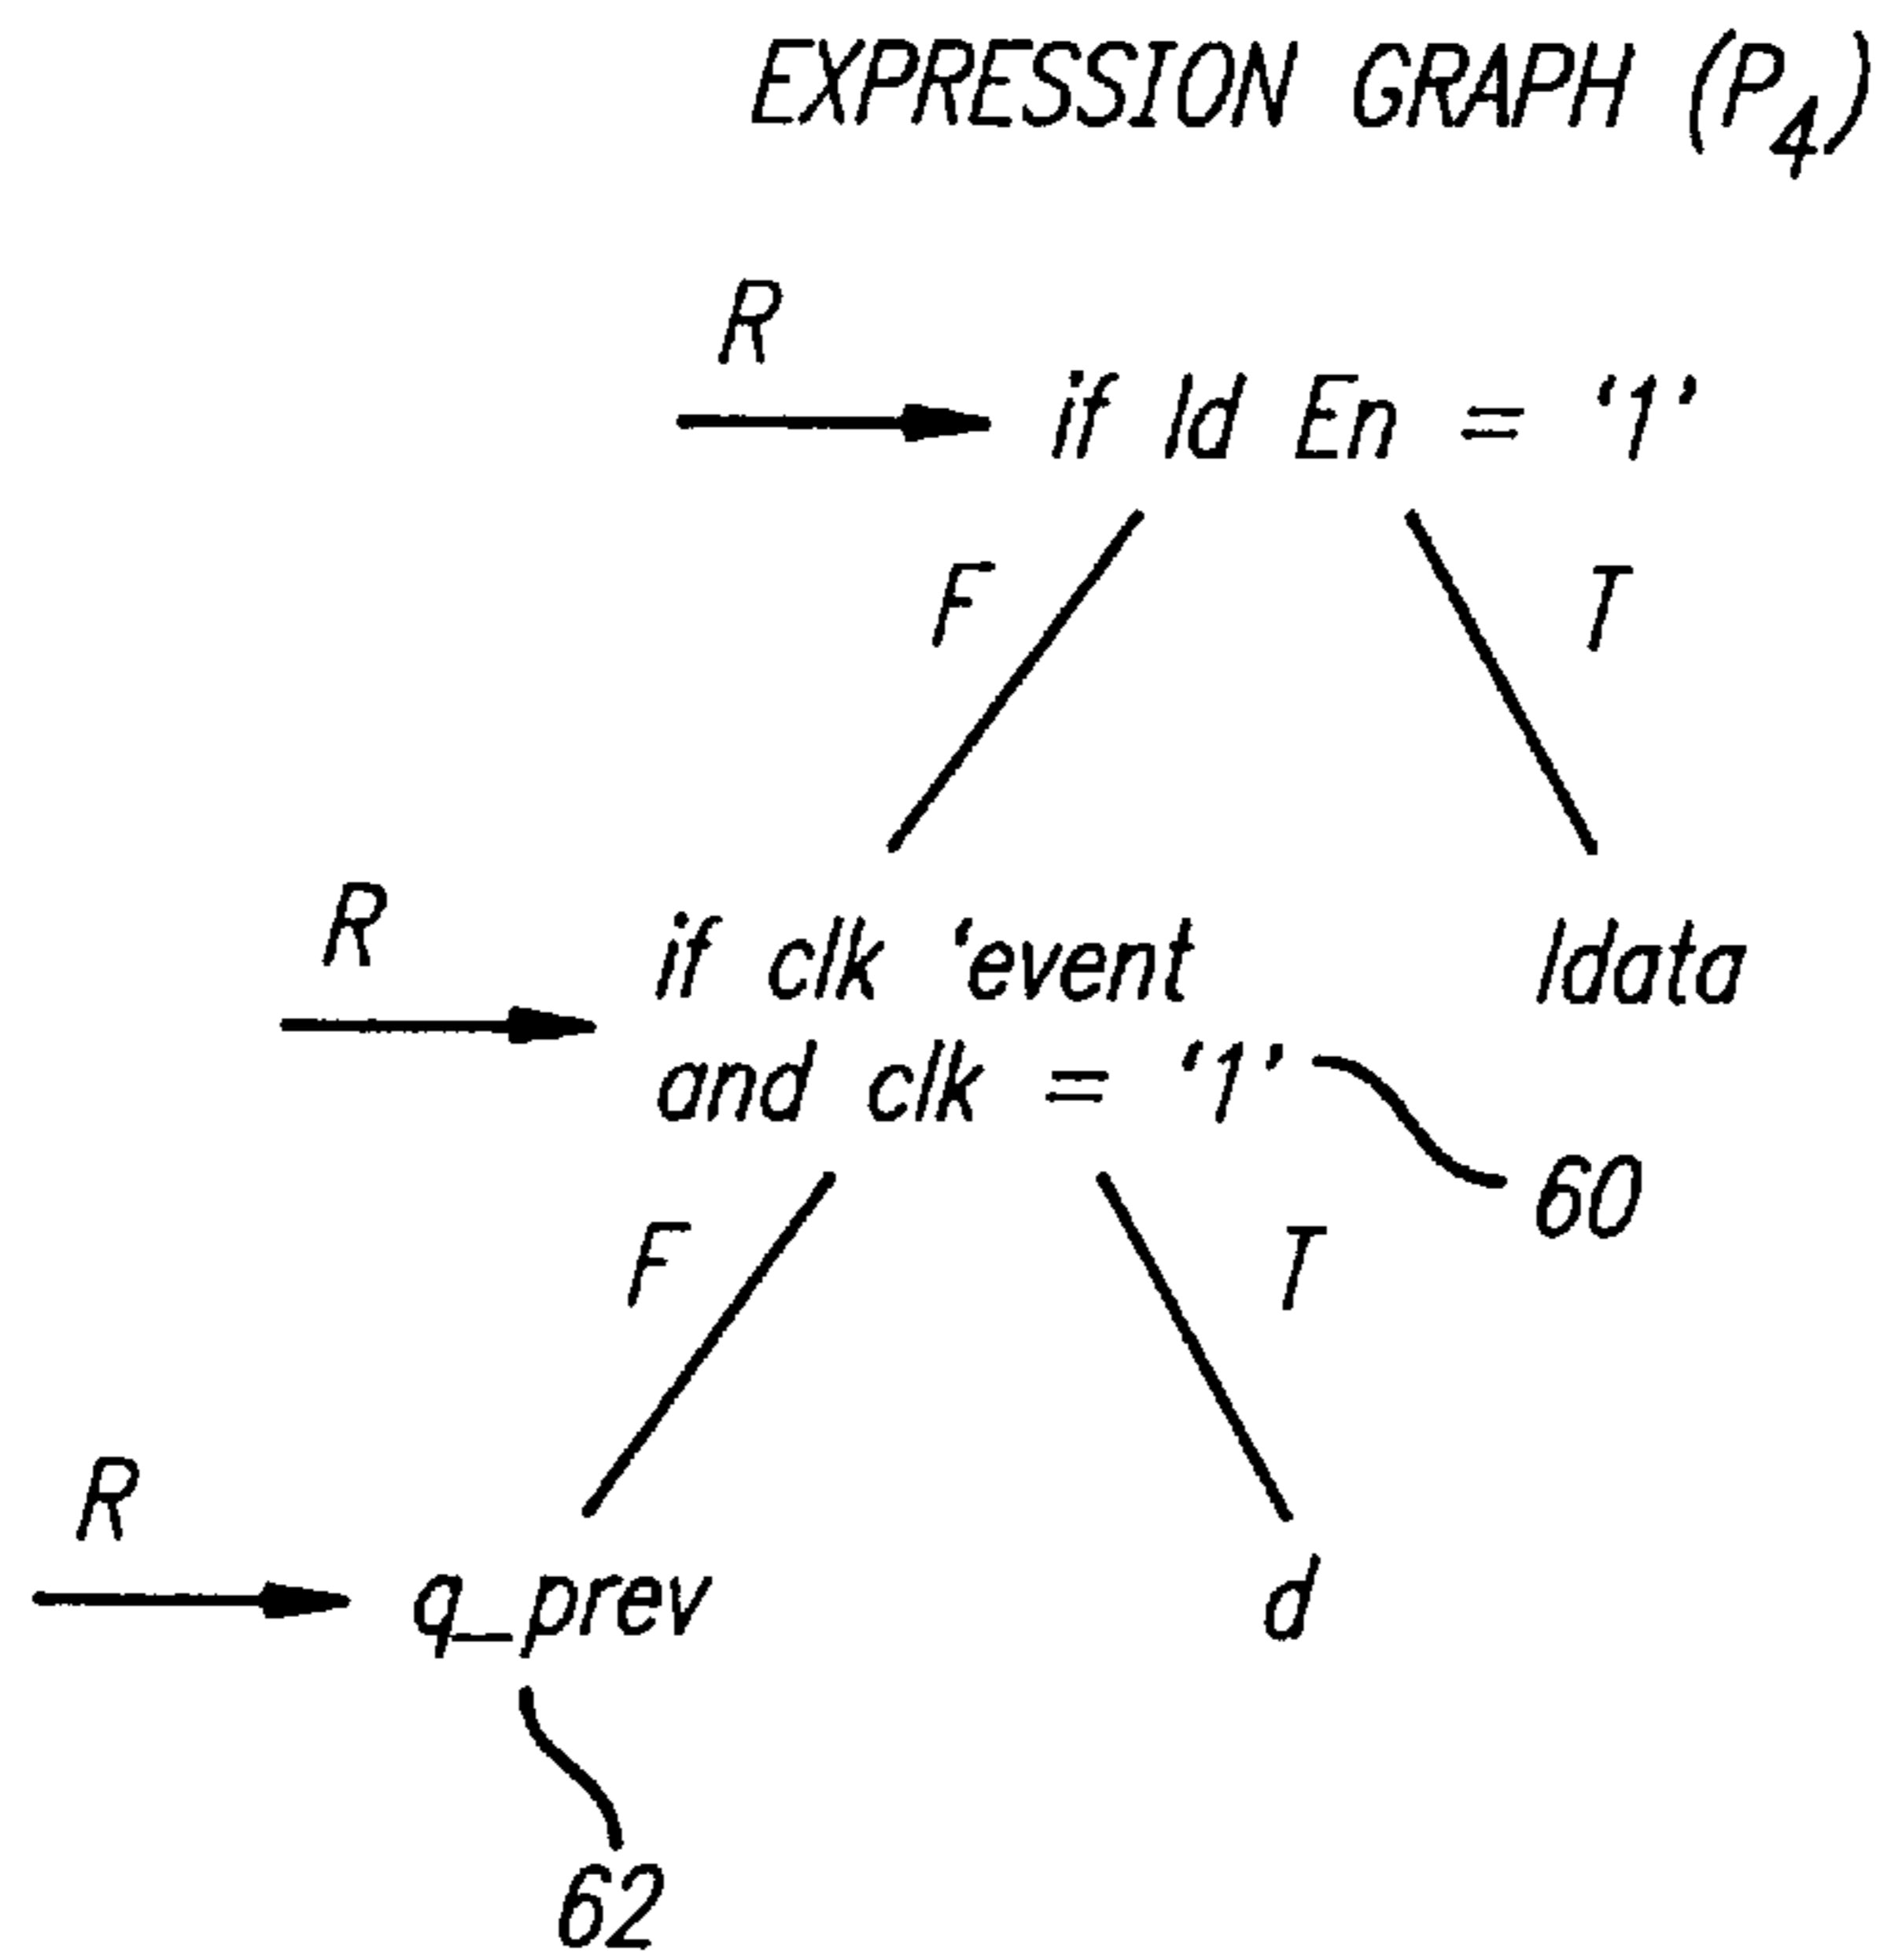 EXPRESSION GRAPH (P4)
R
if ld En = ‘1’
F
T
R
if clk ‘event
and clk = ‘1’
ldata
60
F
T
R
q_prev
d
62